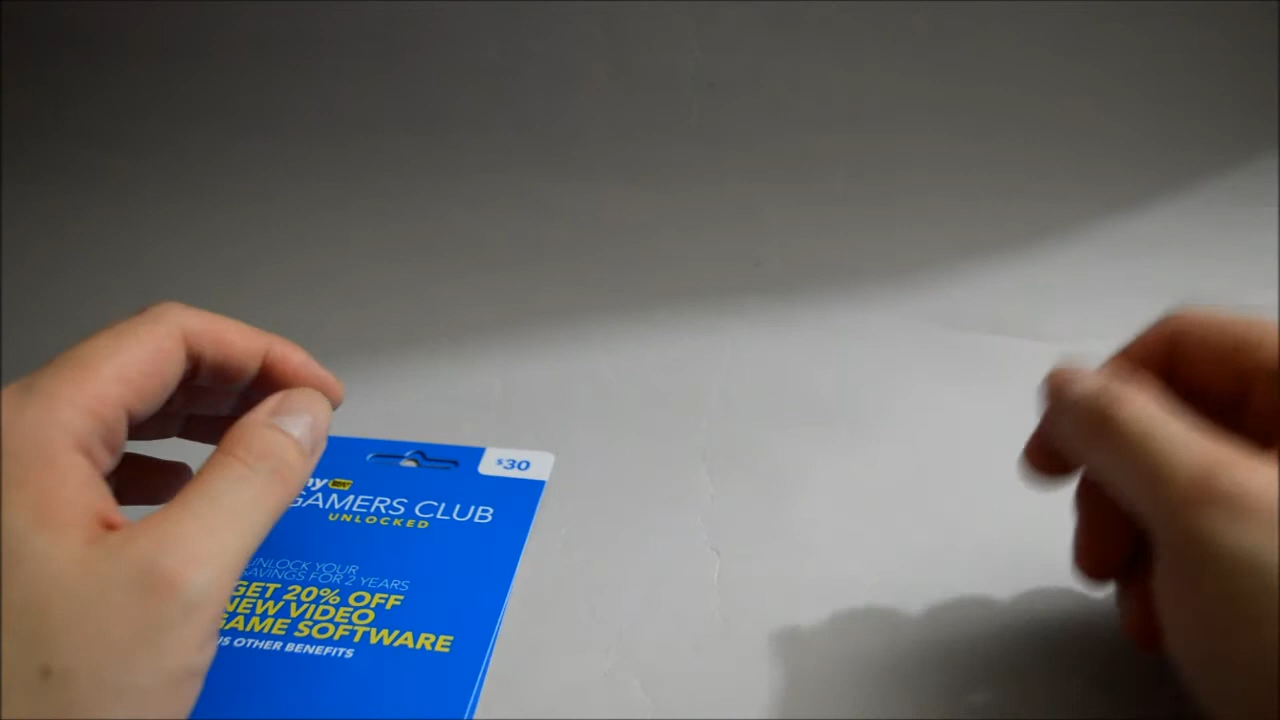 $30
GAMERS CLUB
UNLOCKED
UNLOCK YOUR
SAVINGS FOR 2 YEARS
GET 20% OFF
NEW VIDEO
GAME SOFTWARE
OTHER BENEFITS